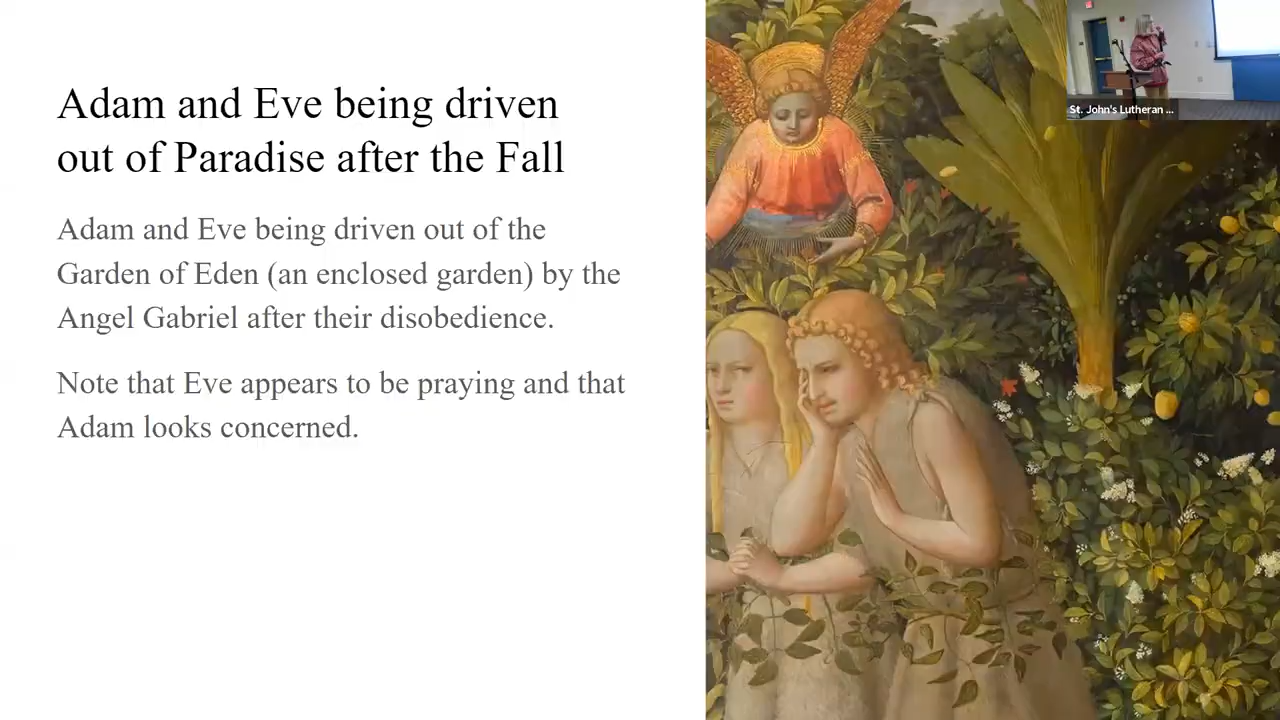 Adam and Eve being driven
out of Paradise after the Fall
Adam and Eve being driven out of the
Garden of Eden (an enclosed garden) by the
Angel Gabriel after their disobedience.
Note that Eve appears to be praying and that
Adam looks concerned.
St. John's Lutheran ...